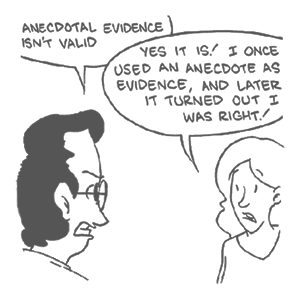 ANECDOTAL EVIDENCE
ISN'T VALID
YES IT IS! I ONCE
USED AN ANECDOTE AS
EVIDENCE, AND LATER
IT TURNED OUT I
WAS RIGHT!